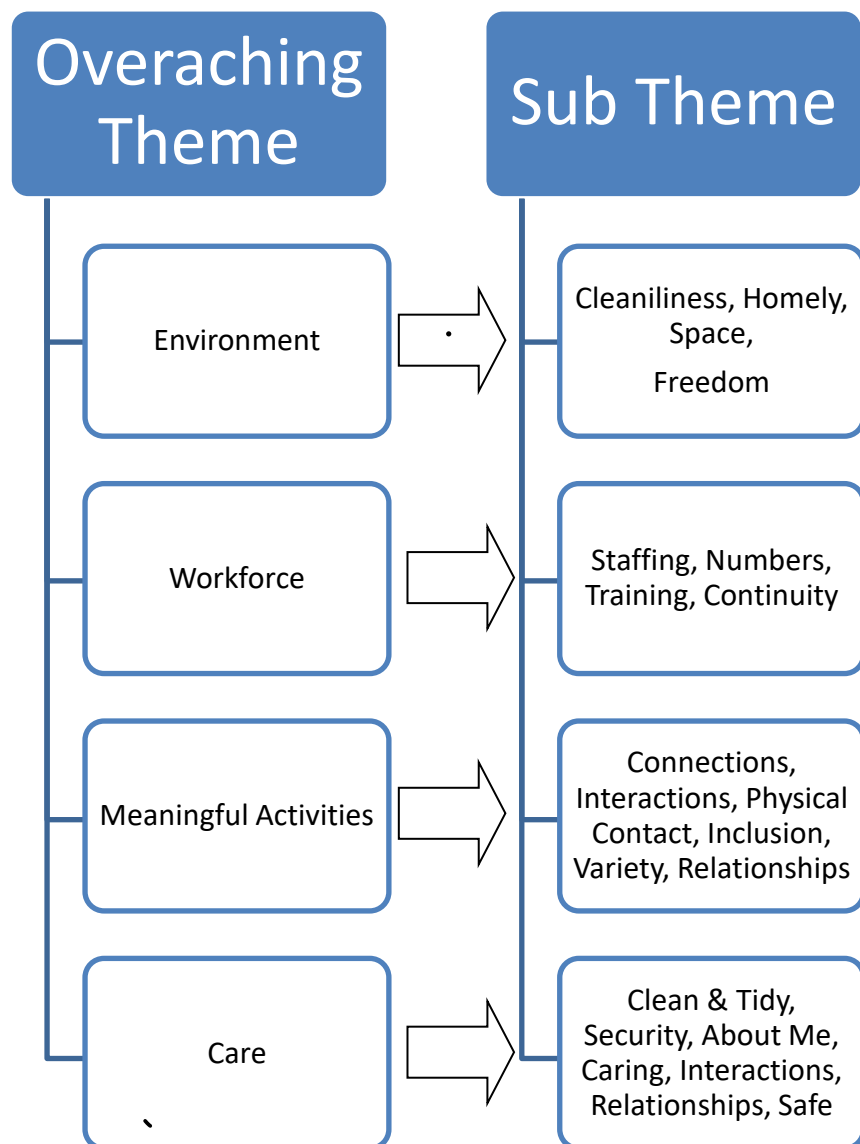 Overaching
Theme
Sub Theme
Environment
Cleaniliness, Homely,
Space,
Freedom
Workforce
Staffing, Numbers,
Training, Continuity
Meaningful Activities
Connections,
Interactions, Physical
Contact, Inclusion,
Variety, Relationships
Care
Clean & Tidy,
Security, About Me,
Caring, Interactions,
Relationships, Safe